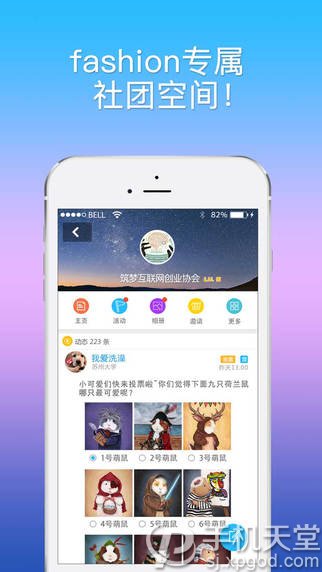 fashion专属
社团空间！
BELL
82%
筑梦互联网创业协会
主页
活动
相册
邀请
更多
动态 223 条
我爱洗澡
苏州大学
昨天13:00
小可爱们快来投票啦~你们觉得下面九只荷兰鼠
哪只最可爱呢?
1号萌鼠
2号萌鼠
3号萌鼠
4号萌鼠
5号萌鼠
6号萌鼠
手机天堂
sj.xpgod.com